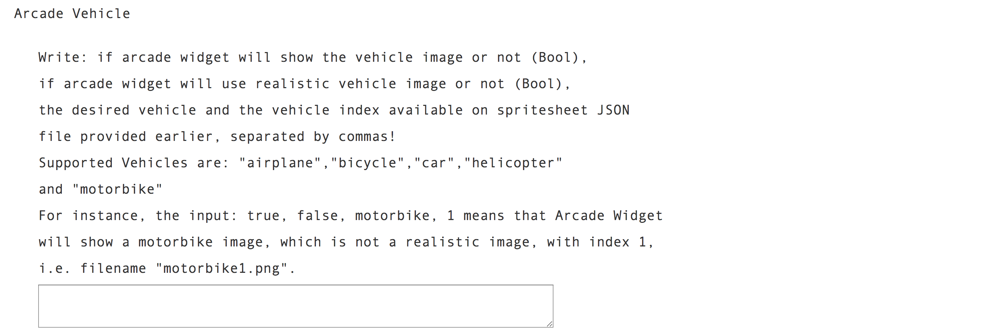 Arcade Vehicle
Write: if arcade widget will show the vehicle image or not (Bool),
if arcade widget will use realistic vehicle image or not (Bool),
the desired vehicle and the vehicle index available on spritesheet JSON
file provided earlier, separated by commas!
Supported Vehicles are: "airplane","bicycle","car","helicopter"
and "motorbike"
For instance, the input: true, false, motorbike, 1 means that Arcade Widget
will show a motorbike image, which is not a realistic image, with index 1,
i.e. filename "motorbike1.png".